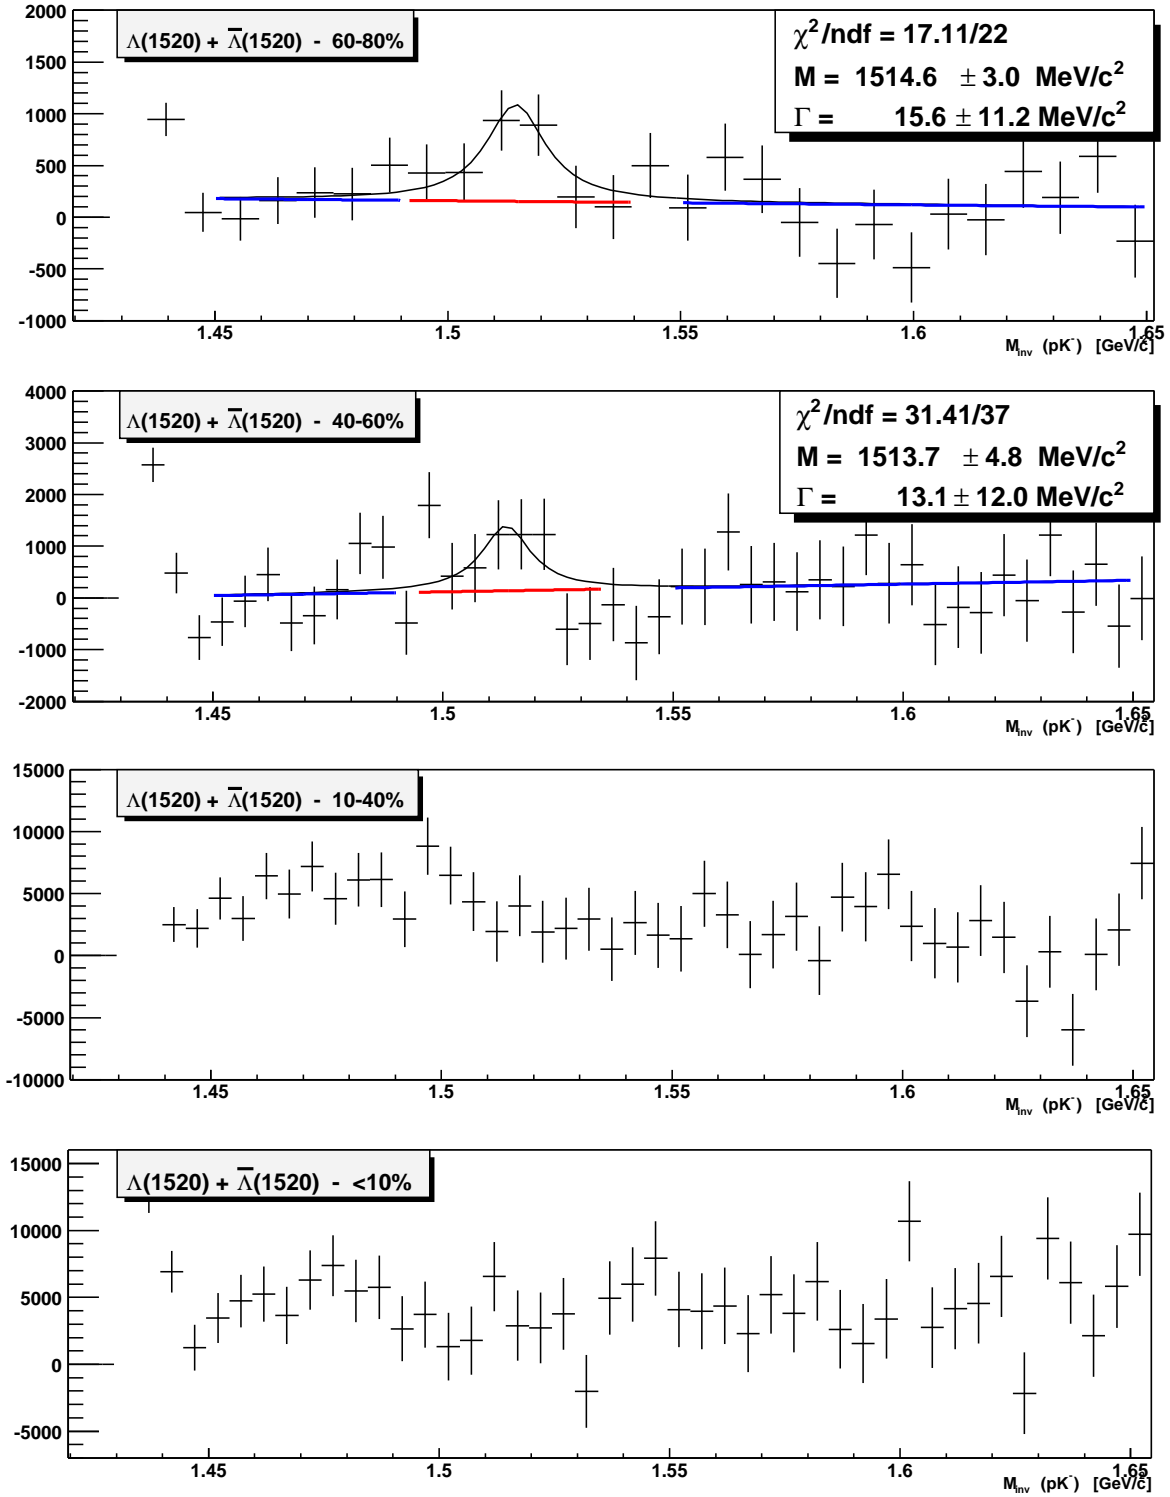 2000
1500
1000
500
0
-500
-1000
Λ(1520) + Λ̅(1520) - 60-80%
χ²/ndf = 17.11/22
M = 1514.6 ± 3.0 MeV/c²
Γ = 15.6 ± 11.2 MeV/c²
1.45 1.5 1.55 1.6 1.65
M_inv (pK⁻) [GeV/c²]
4000
3000
2000
1000
0
-1000
-2000
Λ(1520) + Λ̅(1520) - 40-60%
χ²/ndf = 31.41/37
M = 1513.7 ± 4.8 MeV/c²
Γ = 13.1 ± 12.0 MeV/c²
1.45 1.5 1.55 1.6 1.65
M_inv (pK⁻) [GeV/c²]
15000
10000
5000
0
-5000
-10000
Λ(1520) + Λ̅(1520) - 10-40%
1.45 1.5 1.55 1.6 1.65
M_inv (pK⁻) [GeV/c²]
15000
10000
5000
0
-5000
Λ(1520) + Λ̅(1520) - <10%
1.45 1.5 1.55 1.6 1.65
M_inv (pK⁻) [GeV/c²]